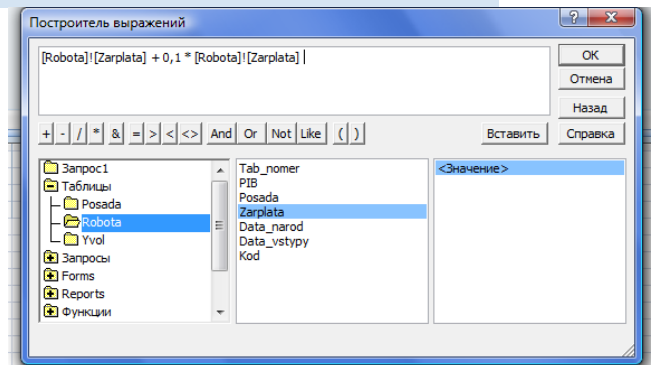 Построитель выражений
? X
[Robota]![Zarplata] + 0,1 * [Robota]![Zarplata]
OK
Отмена
Назад
+ - / * & = > < <> And Or Not Like ( ) Вставить Справка
Запрос1
Таблицы
Posada
Robota
Yvol
Запросы
Forms
Reports
Функции
Tab_nomer
PIB
Posada
Zarplata
Data_narod
Data_vstypy
Kod
<Значение>